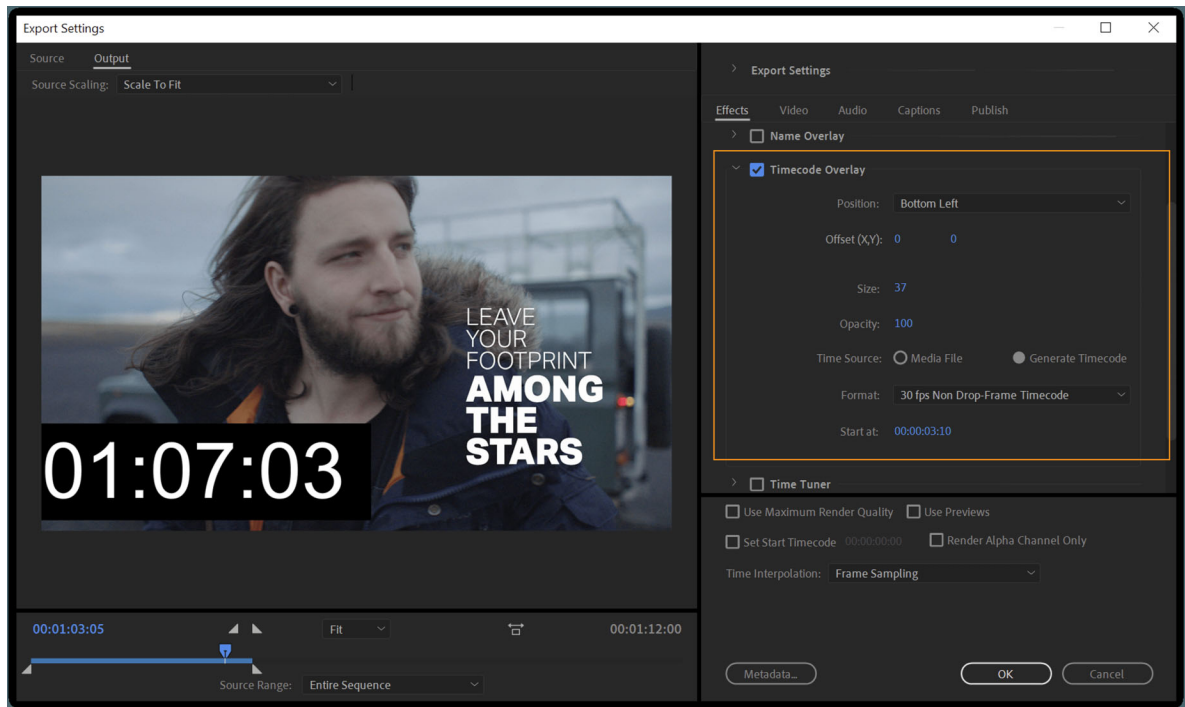 Export Settings
Source Output
Source Scaling: Scale To Fit
LEAVE
YOUR
FOOTPRINT
AMONG
THE
STARS
01:07:03
00:01:03:05 Fit 00:01:12:00
Source Range: Entire Sequence
Export Settings
Effects Video Audio Captions Publish
Name Overlay
Timecode Overlay
Position: Bottom Left
Offset (X,Y): 0 0
Size: 37
Opacity: 100
Time Source: Media File Generate Timecode
Format: 30 fps Non Drop-Frame Timecode
Start at: 00:00:03:10
Time Tuner
Use Maximum Render Quality Use Previews
Set Start Timecode 00:00:00:00 Render Alpha Channel Only
Time Interpolation: Frame Sampling
Metadata... OK Cancel